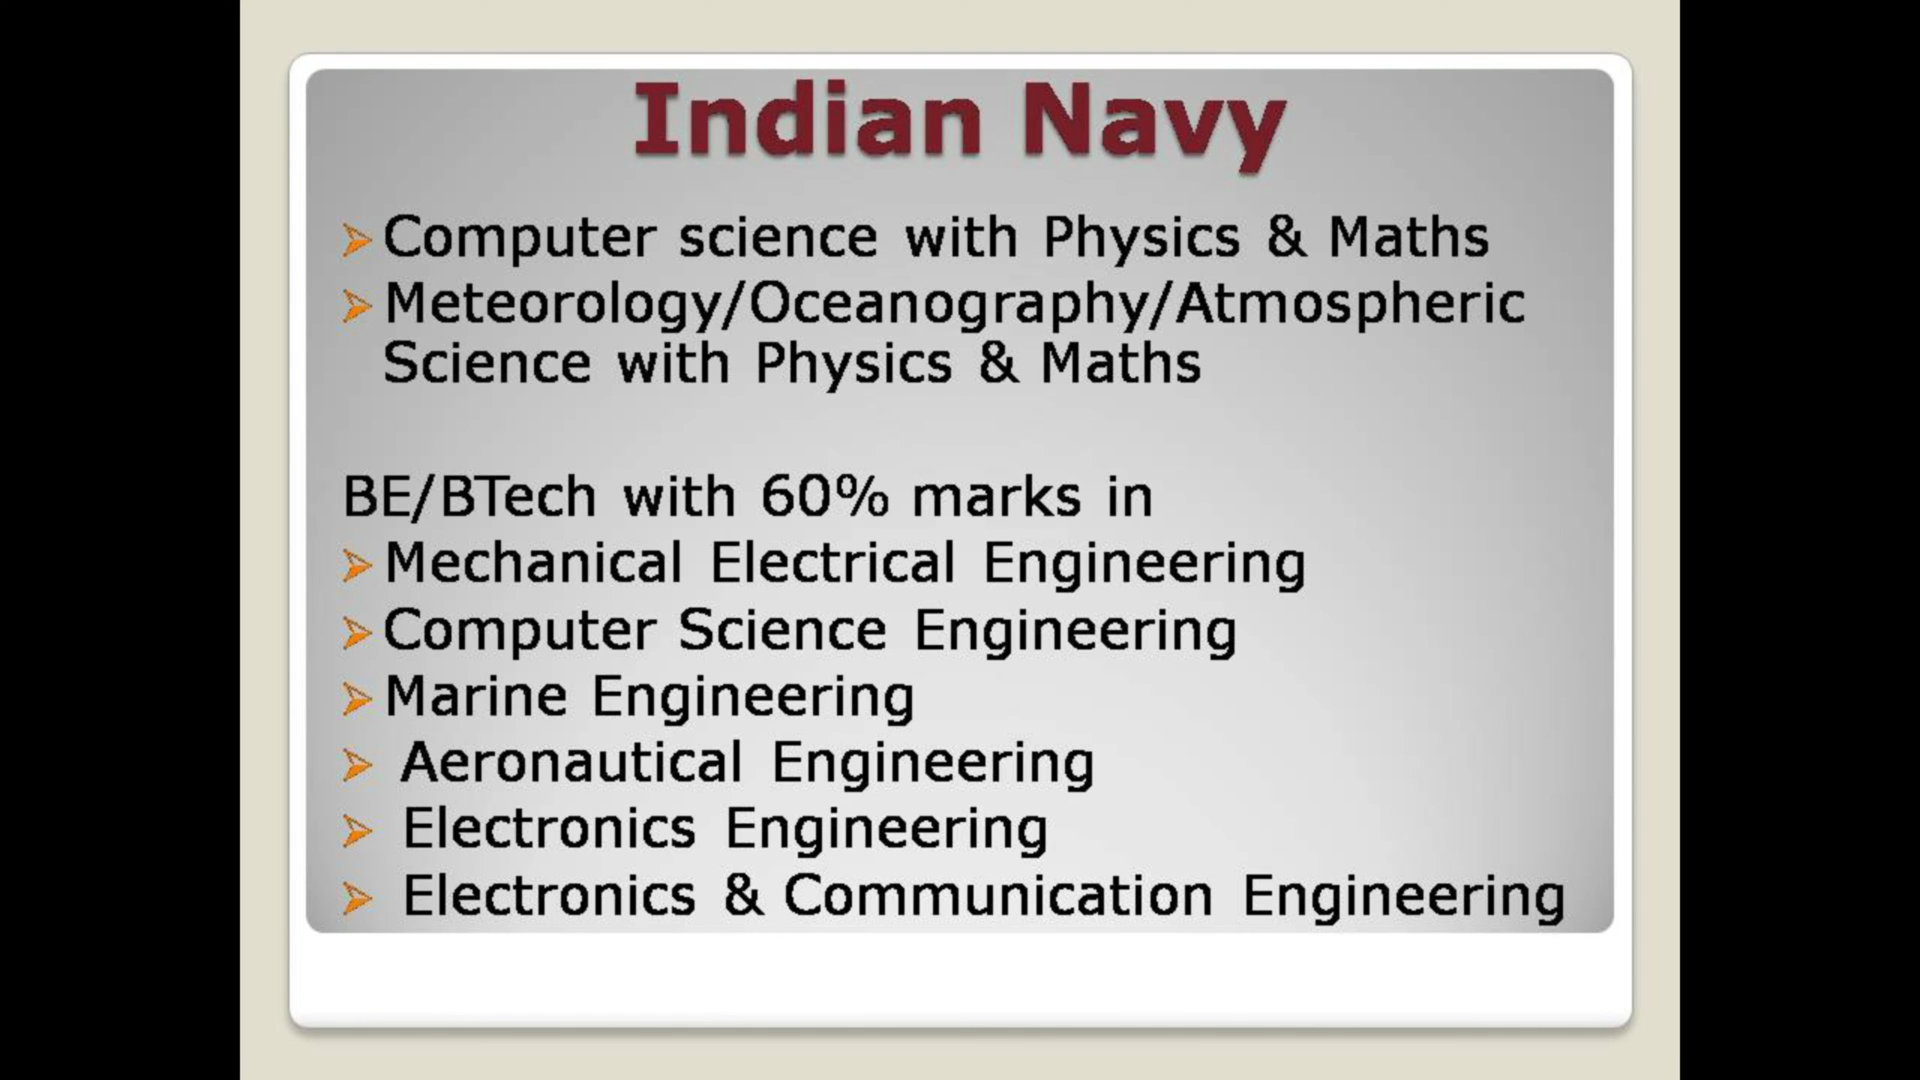 Indian Navy
Computer science with Physics & Maths
Meteorology/Oceanography/Atmospheric
Science with Physics & Maths
BE/BTech with 60% marks in
Mechanical Electrical Engineering
Computer Science Engineering
Marine Engineering
Aeronautical Engineering
Electronics Engineering
Electronics & Communication Engineering